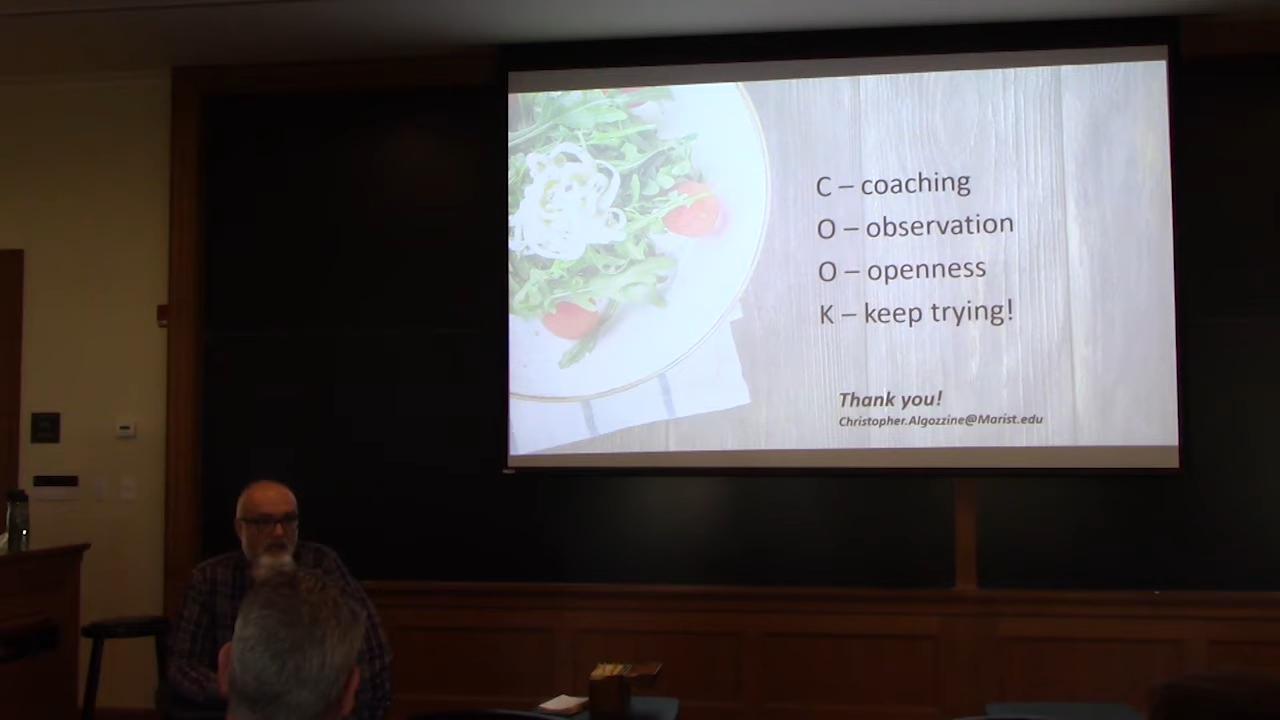 C – coaching
O – observation
O – openness
K – keep trying!
Thank you!
Christopher.Algozzine@Marist.edu